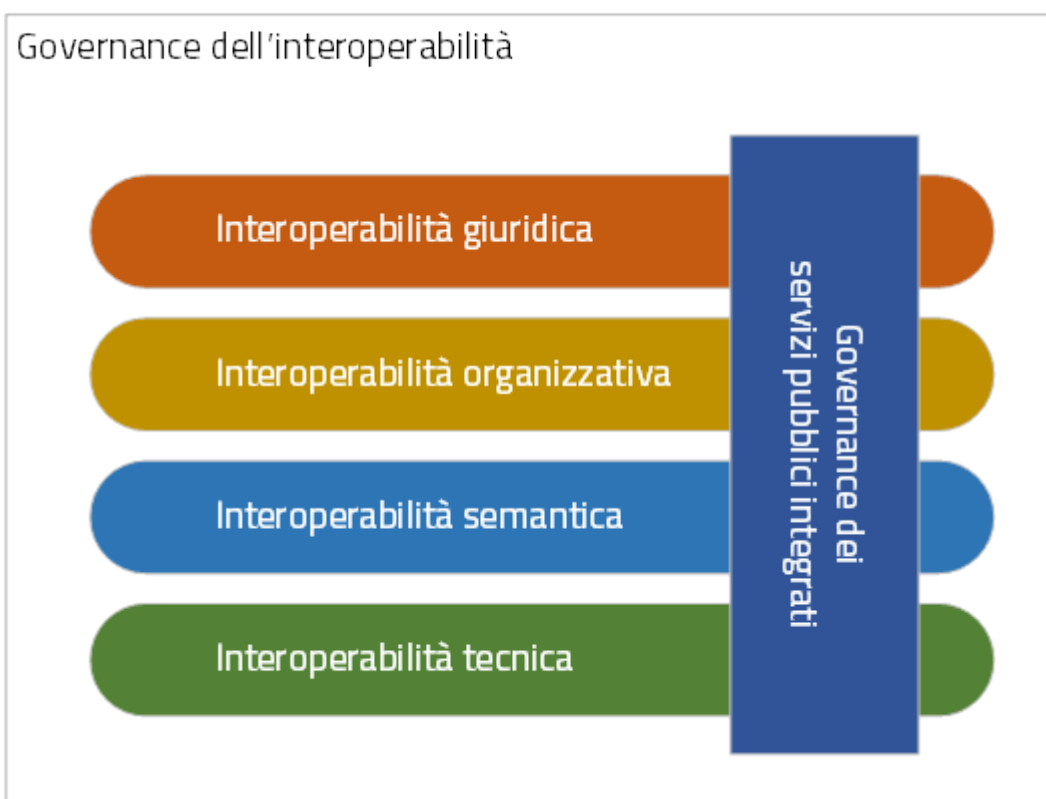 Governance dell'interoperabilità
Interoperabilità giuridica
Interoperabilità organizzativa
Interoperabilità semantica
Interoperabilità tecnica
Governance dei
servizi pubblici integrati